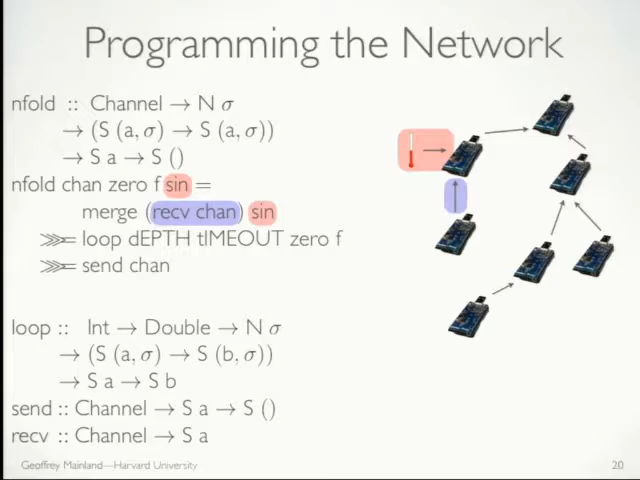 Programming the Network
nfold :: Channel → N σ
→ (S (a, σ) → S (a, σ))
→ S a → S ()
nfold chan zero f sin =
merge (recv chan) sin
⋙= loop dEPTH tIMEOUT zero f
⋙= send chan
loop :: Int → Double → N σ
→ (S (a, σ) → S (b, σ))
→ S a → S b
send :: Channel → S a → S ()
recv :: Channel → S a
Geoffrey Mainland—Harvard University
20